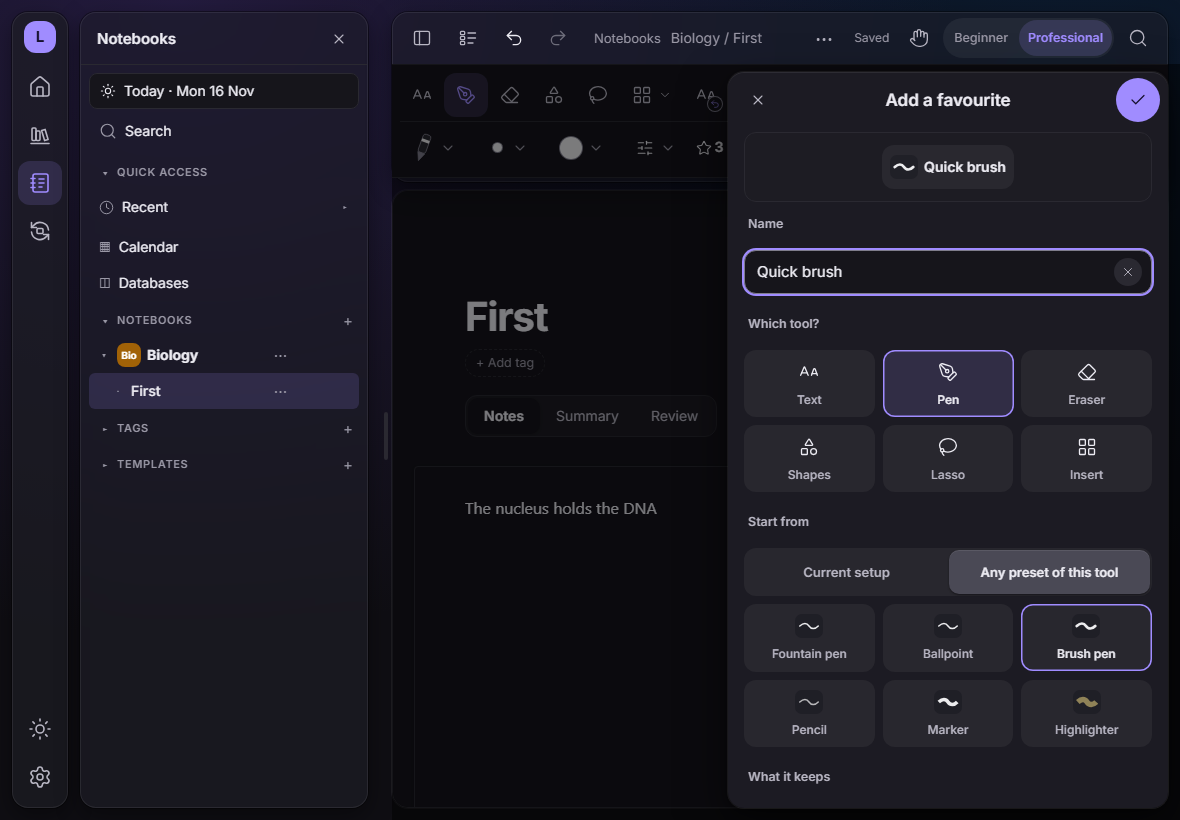 L
Notebooks
Today · Mon 16 Nov
Search
QUICK ACCESS
Recent
Calendar
Databases
NOTEBOOKS
Bio Biology
First
TAGS
TEMPLATES
Notebooks Biology / First
Saved
Beginner
Professional
AA
AA
3
First
+ Add tag
Notes
Summary
Review
The nucleus holds the DNA
Add a favourite
Quick brush
Name
Quick brush
Which tool?
AA
Text
Pen
Eraser
Shapes
Lasso
Insert
Start from
Current setup
Any preset of this tool
Fountain pen
Ballpoint
Brush pen
Pencil
Marker
Highlighter
What it keeps